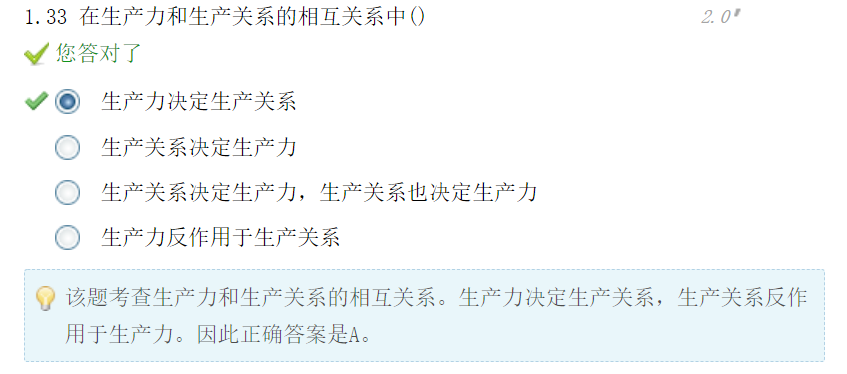 1.33 在生产力和生产关系的相互关系中() 2.0
您答对了
生产力决定生产关系
生产关系决定生产力
生产关系决定生产力，生产关系也决定生产力
生产力反作用于生产关系
该题考查生产力和生产关系的相互关系。生产力决定生产关系，生产关系反作
用于生产力。因此正确答案是A。